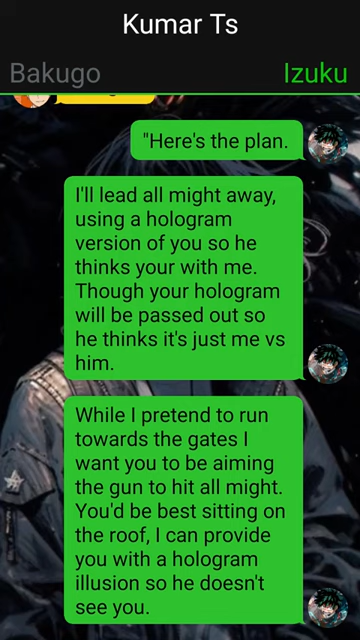 Kumar Ts
Bakugo
Izuku
"Here's the plan.
I'll lead all might away,
using a hologram
version of you so he
thinks your with me.
Though your hologram
will be passed out so
he thinks it's just me vs
him.
While I pretend to run
towards the gates I
want you to be aiming
the gun to hit all might.
You'd be best sitting on
the roof, I can provide
you with a hologram
illusion so he doesn't
see you.